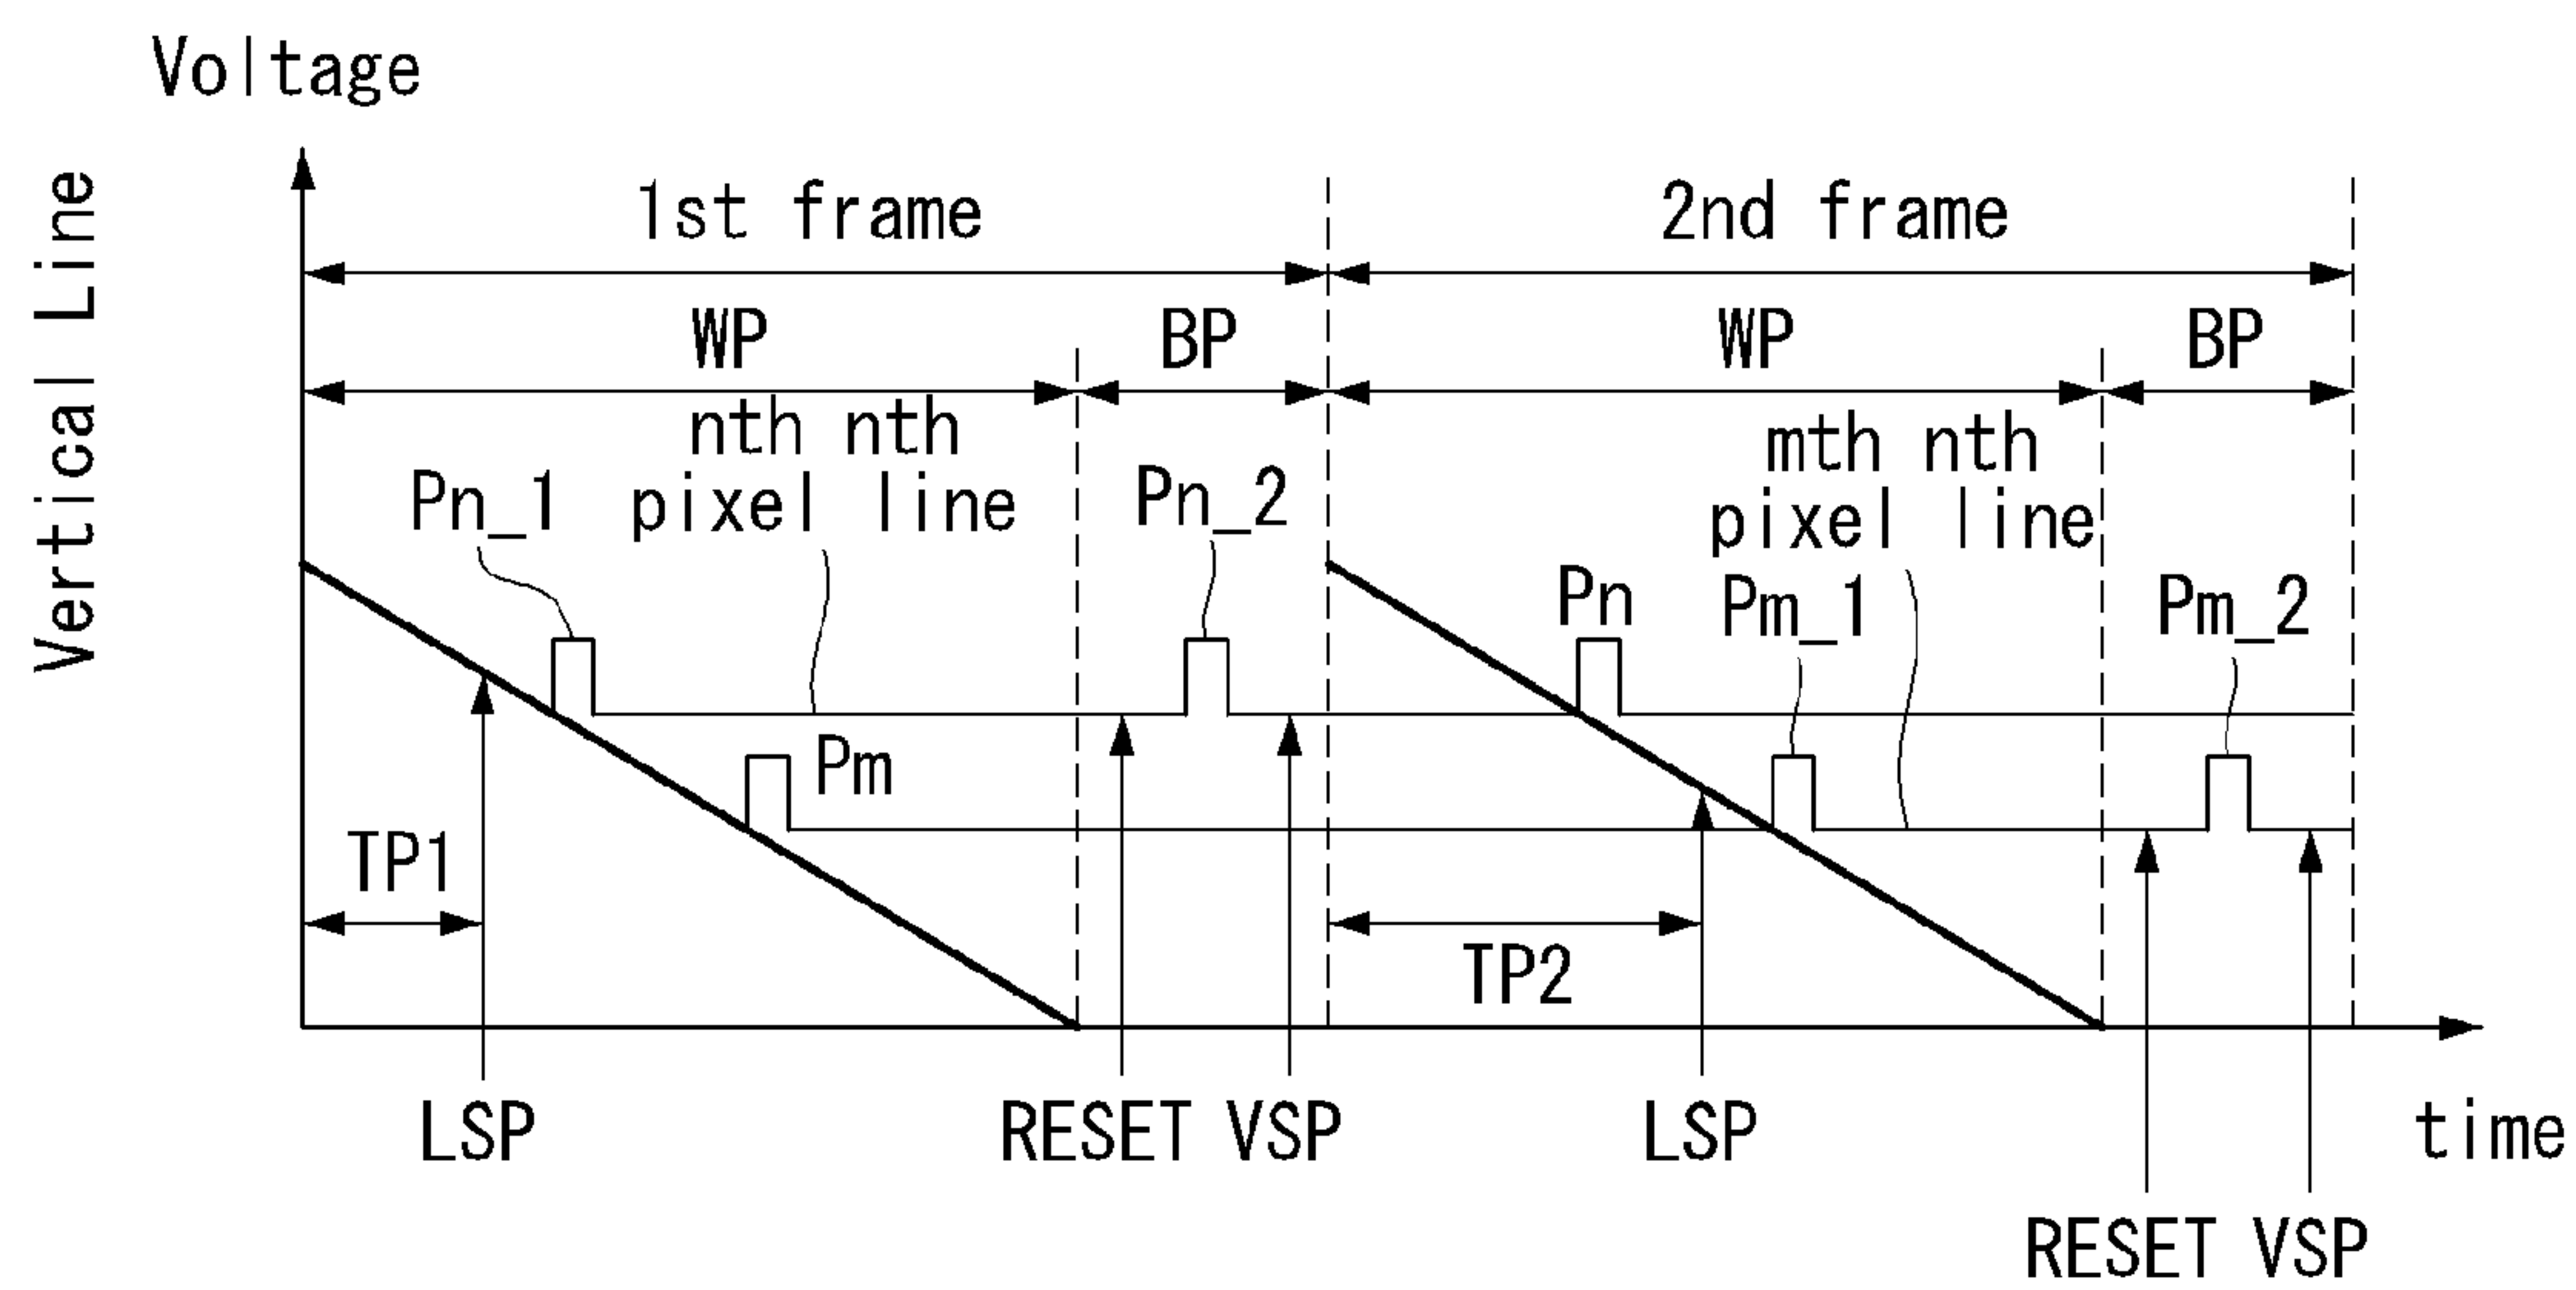 Voltage
Vertical Line
1st frame
2nd frame
WP
BP
WP
BP
nth nth
pixel line
mth nth
pixel line
Pn_1
Pn_2
Pn
Pm_1
Pm_2
Pm
TP1
TP2
LSP
RESET
VSP
LSP
time
RESET
VSP